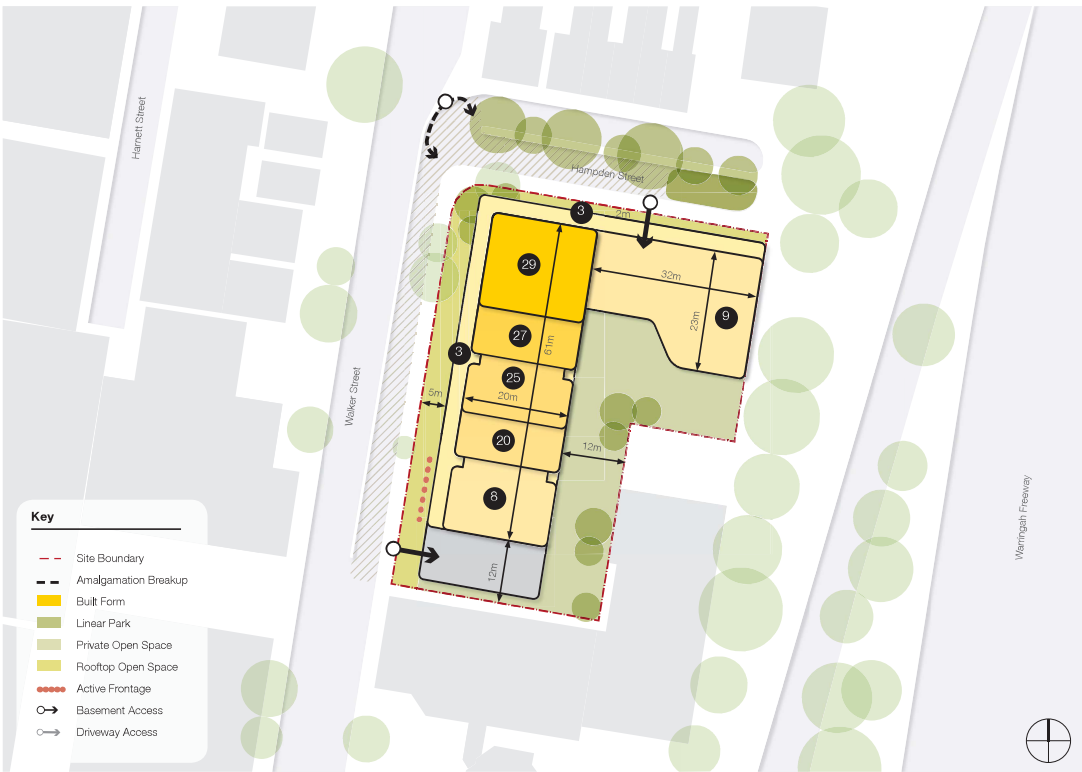 Harnett Street
Hampden Street
3
2m
29
32m
9
23m
27
61m
3
25
5m
20m
Walker Street
20
12m
8
12m
Warringah Freeway
Key
Site Boundary
Amalgamation Breakup
Built Form
Linear Park
Private Open Space
Rooftop Open Space
Active Frontage
Basement Access
Driveway Access